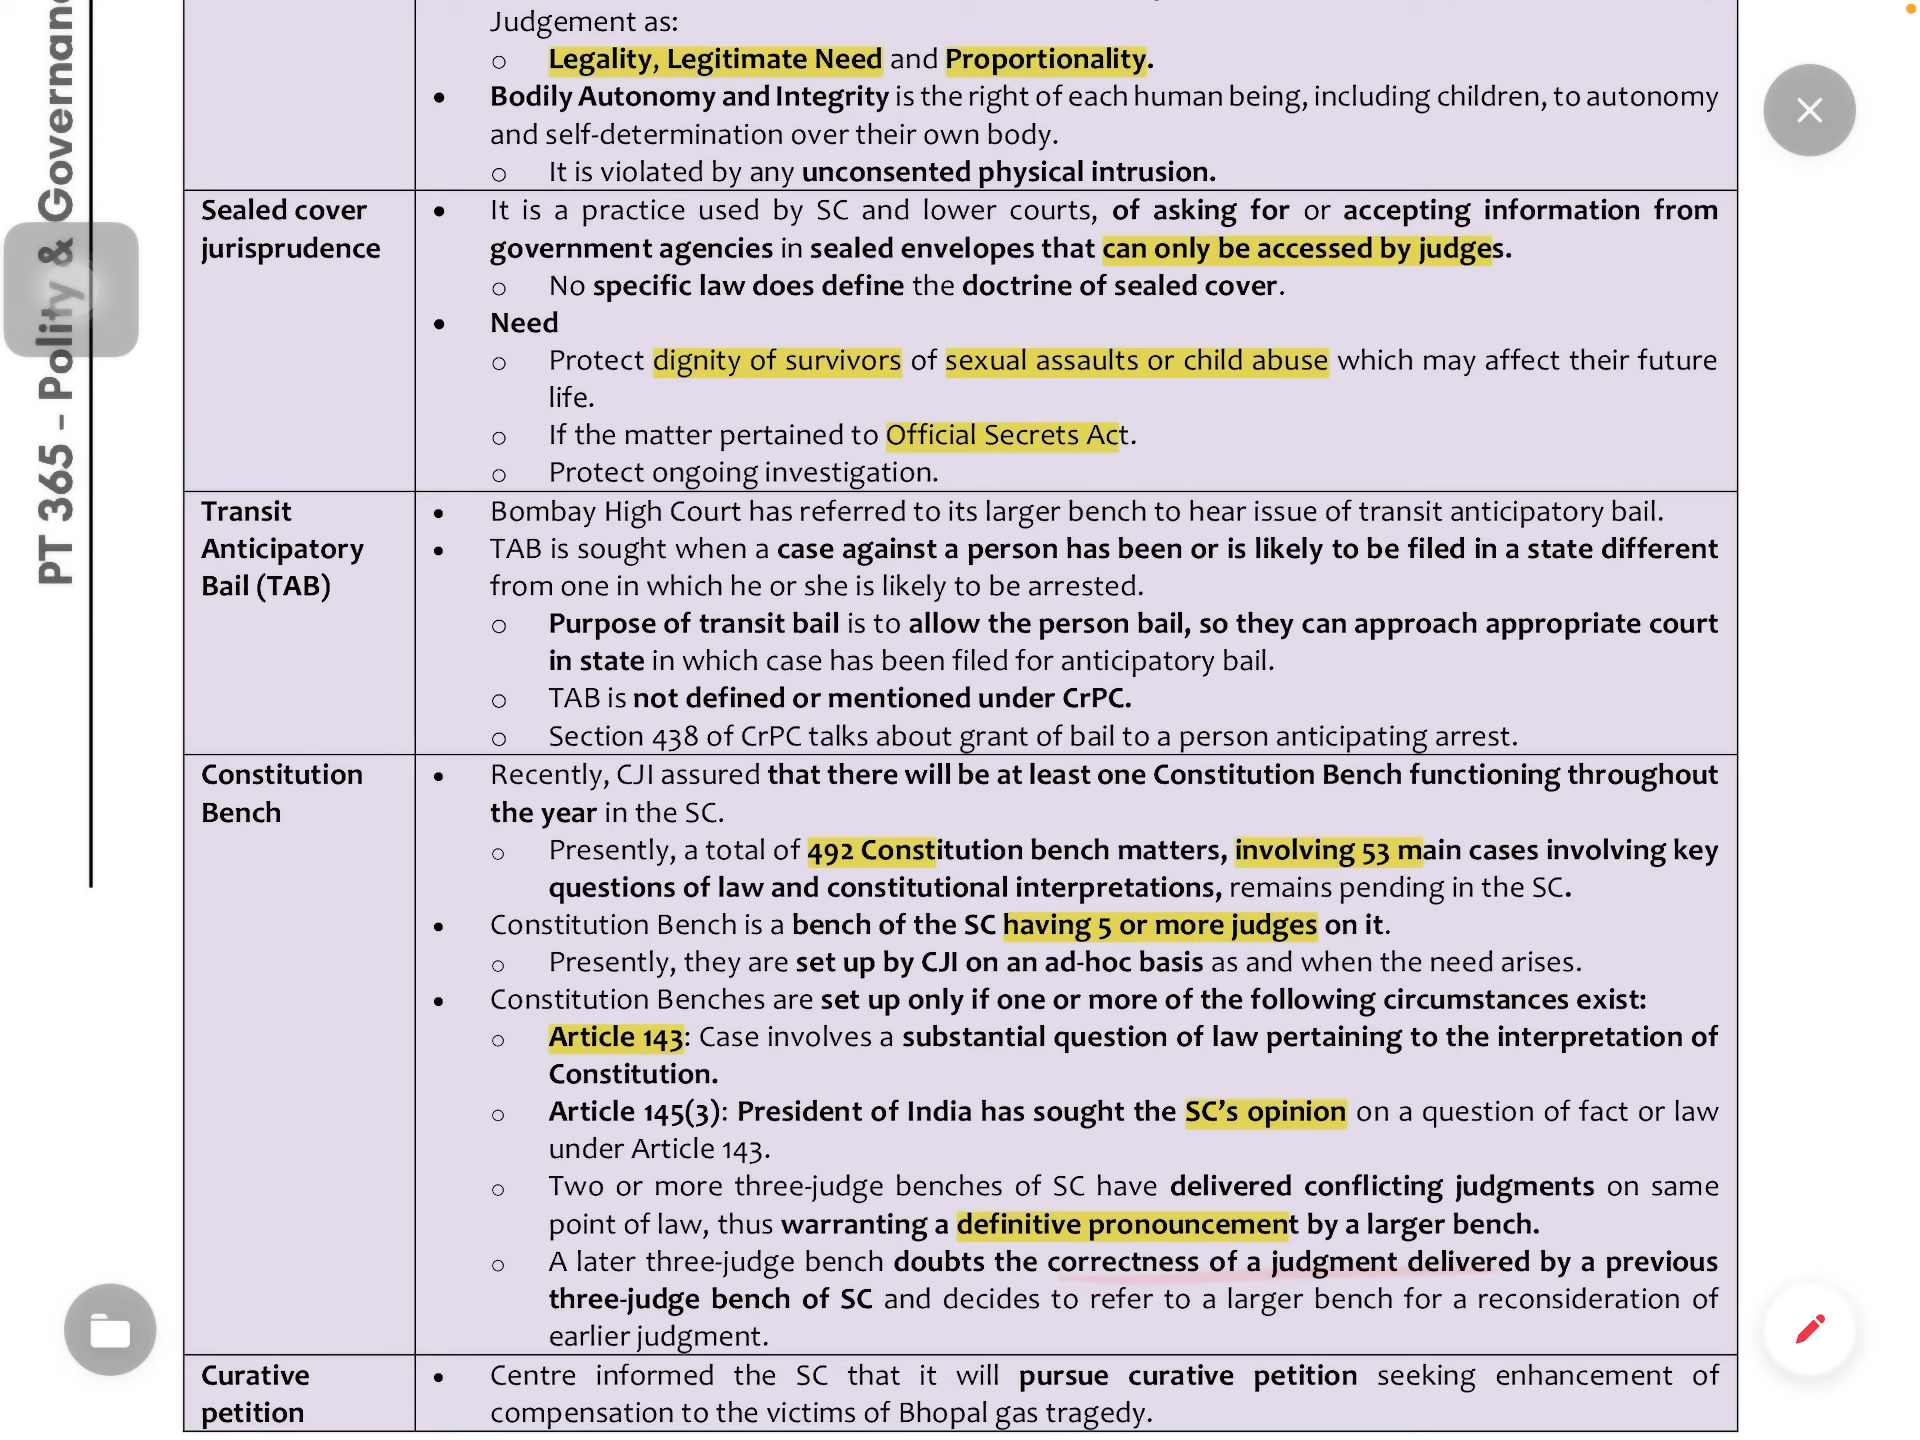 PT 365 - Polity & Governan
Judgement as:
o Legality, Legitimate Need and Proportionality.
• Bodily Autonomy and Integrity is the right of each human being, including children, to autonomy
and self-determination over their own body.
o It is violated by any unconsented physical intrusion.
Sealed cover
jurisprudence
• It is a practice used by SC and lower courts, of asking for or accepting information from
government agencies in sealed envelopes that can only be accessed by judges.
o No specific law does define the doctrine of sealed cover.
• Need
o Protect dignity of survivors of sexual assaults or child abuse which may affect their future
life.
o If the matter pertained to Official Secrets Act.
o Protect ongoing investigation.
Transit
Anticipatory
Bail (TAB)
• Bombay High Court has referred to its larger bench to hear issue of transit anticipatory bail.
• TAB is sought when a case against a person has been or is likely to be filed in a state different
from one in which he or she is likely to be arrested.
o Purpose of transit bail is to allow the person bail, so they can approach appropriate court
in state in which case has been filed for anticipatory bail.
o TAB is not defined or mentioned under CrPC.
o Section 438 of CrPC talks about grant of bail to a person anticipating arrest.
Constitution
Bench
• Recently, CJI assured that there will be at least one Constitution Bench functioning throughout
the year in the SC.
o Presently, a total of 492 Constitution bench matters, involving 53 main cases involving key
questions of law and constitutional interpretations, remains pending in the SC.
• Constitution Bench is a bench of the SC having 5 or more judges on it.
o Presently, they are set up by CJI on an ad-hoc basis as and when the need arises.
• Constitution Benches are set up only if one or more of the following circumstances exist:
o Article 143: Case involves a substantial question of law pertaining to the interpretation of
Constitution.
o Article 145(3): President of India has sought the SC's opinion on a question of fact or law
under Article 143.
o Two or more three-judge benches of SC have delivered conflicting judgments on same
point of law, thus warranting a definitive pronouncement by a larger bench.
o A later three-judge bench doubts the correctness of a judgment delivered by a previous
three-judge bench of SC and decides to refer to a larger bench for a reconsideration of
earlier judgment.
Curative
petition
• Centre informed the SC that it will pursue curative petition seeking enhancement of
compensation to the victims of Bhopal gas tragedy.